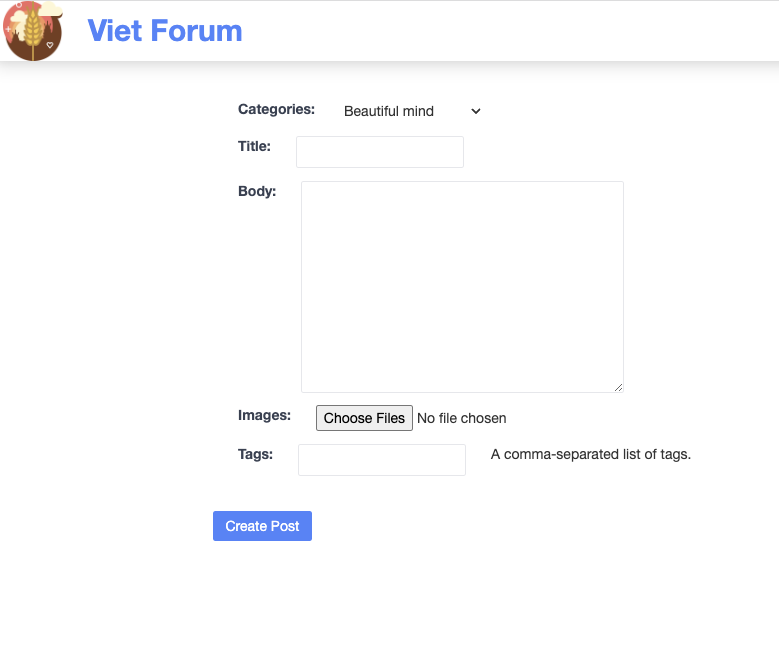 Viet Forum
Categories: Beautiful mind
Title:
Body:
Images: Choose Files No file chosen
Tags: A comma-separated list of tags.
Create Post